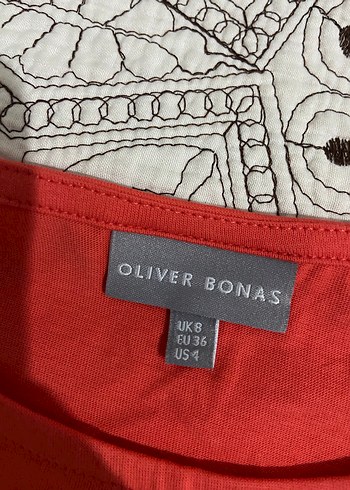 OLIVER BONAS
UK 8
EU 36
US 4